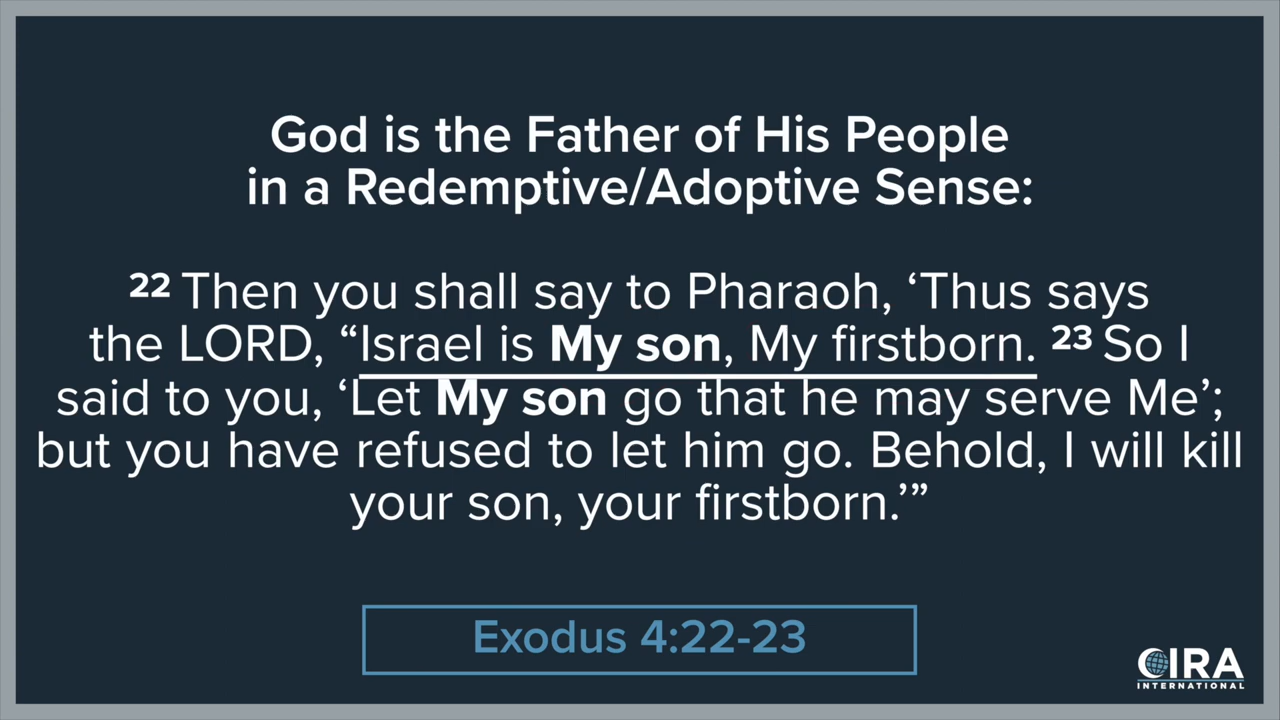 God is the Father of His People
in a Redemptive/Adoptive Sense:
22 Then you shall say to Pharaoh, ‘Thus says
the LORD, “Israel is My son, My firstborn. 23 So I
said to you, ‘Let My son go that he may serve Me’;
but you have refused to let him go. Behold, I will kill
your son, your firstborn.’”
Exodus 4:22-23
CIRA
INTERNATIONAL